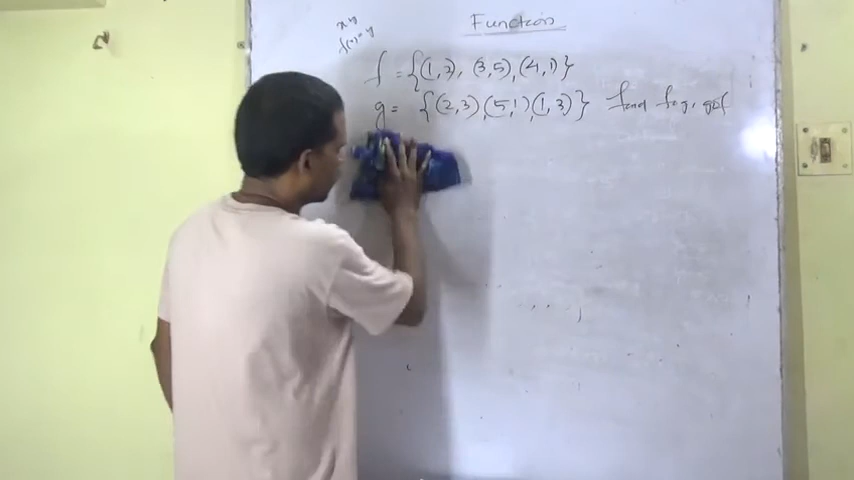 Function
x y
f(x) = y
f = {(1,2), (3,5), (4,1)}
g = {(2,3) (5,1), (1,3)} find fog, gof